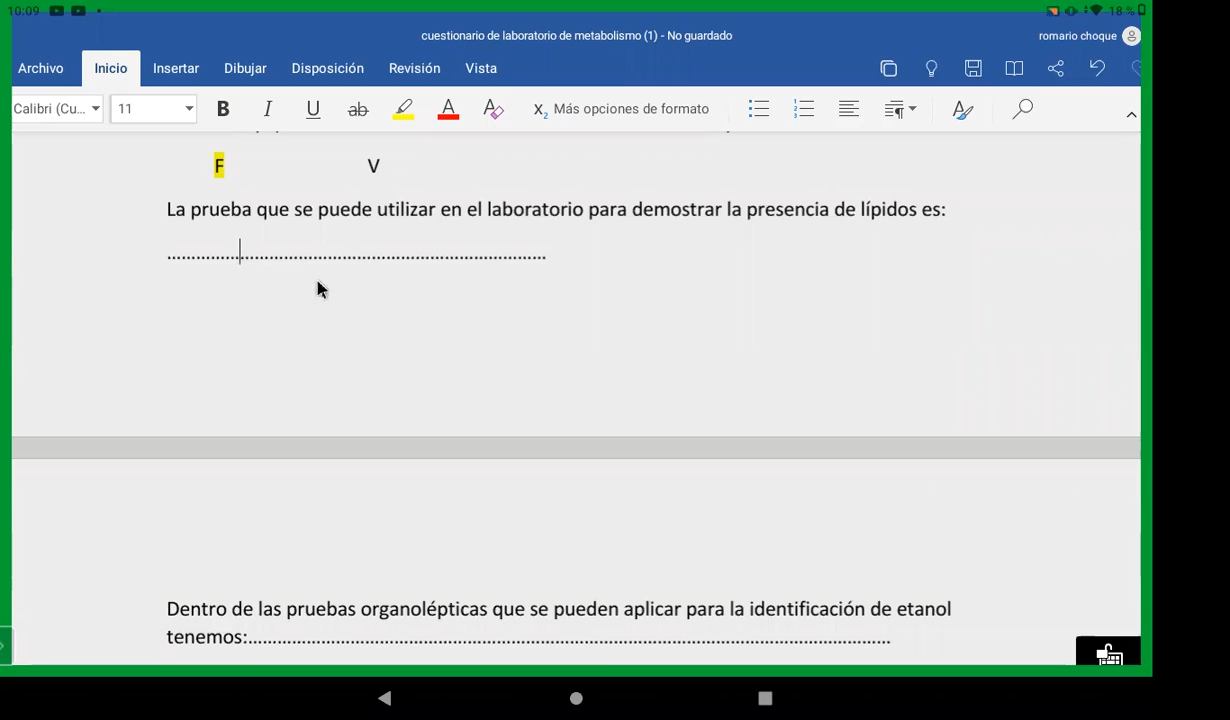 10:09
18 %
cuestionario de laboratorio de metabolismo (1) - No guardado
romario choque
Archivo Inicio Insertar Dibujar Disposición Revisión Vista
Calibri (Cu... 11 B I U ab A A X₂ Más opciones de formato
F V
La prueba que se puede utilizar en el laboratorio para demostrar la presencia de lípidos es:
..............................................................................
Dentro de las pruebas organolépticas que se pueden aplicar para la identificación de etanol
tenemos:....................................................................................................................................